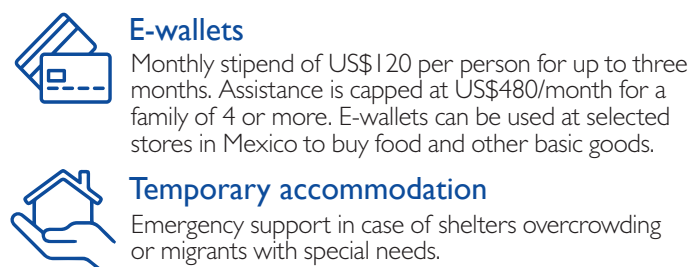 E-wallets
Monthly stipend of US$120 per person for up to three
months. Assistance is capped at US$480/month for a
family of 4 or more. E-wallets can be used at selected
stores in Mexico to buy food and other basic goods.
Temporary accommodation
Emergency support in case of shelters overcrowding
or migrants with special needs.